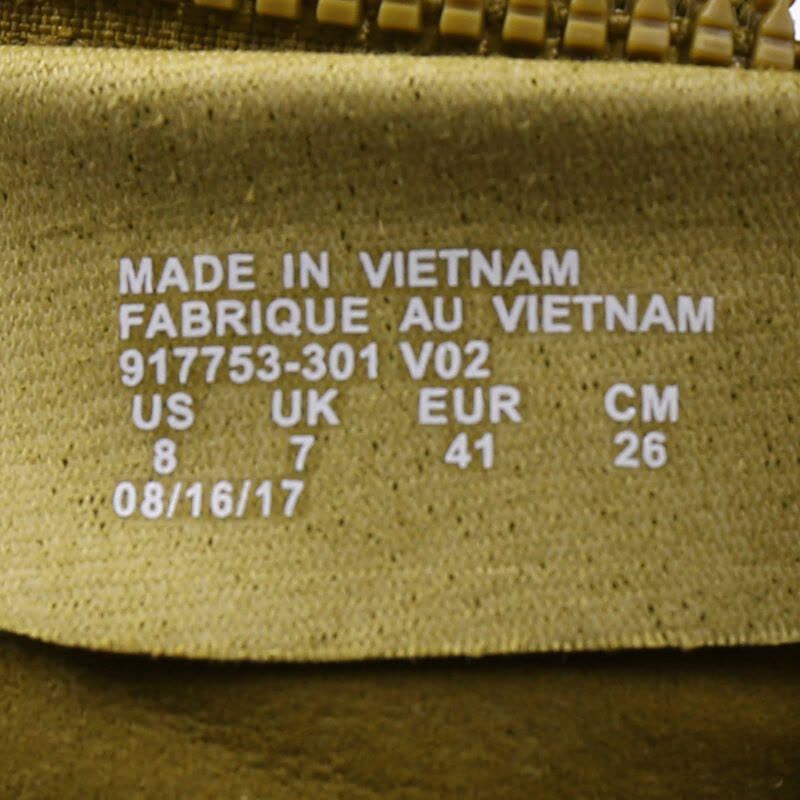 MADE IN VIETNAM
FABRIQUE AU VIETNAM
917753-301 V02
US UK EUR CM
8 7 41 26
08/16/17